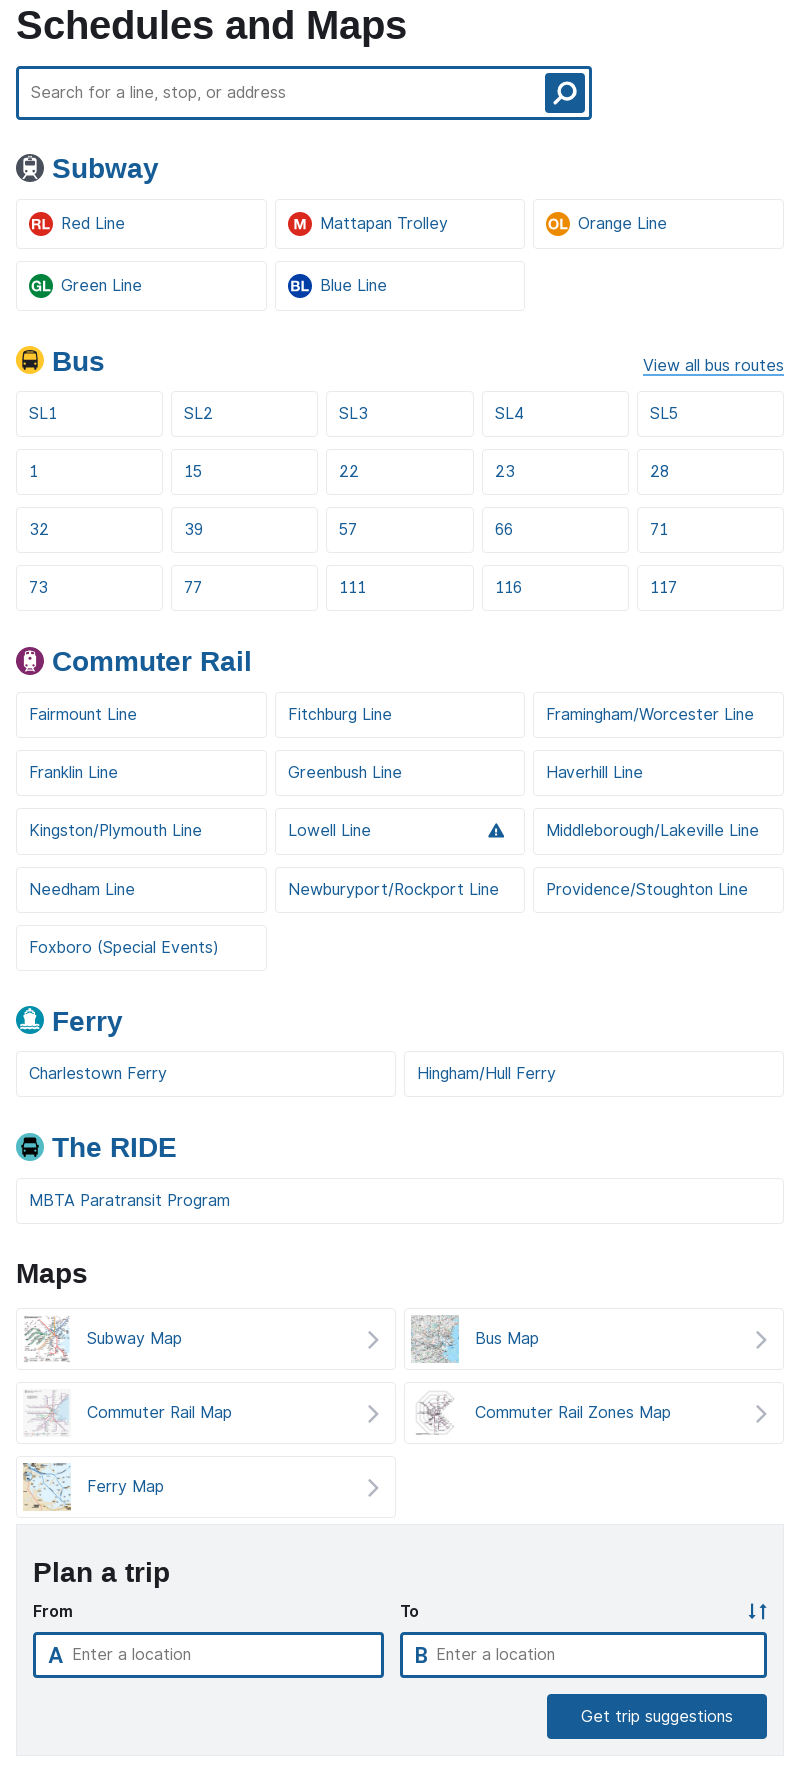 Schedules and Maps
Search for a line, stop, or address
Subway
RL Red Line
M Mattapan Trolley
OL Orange Line
GL Green Line
BL Blue Line
Bus
View all bus routes
SL1
SL2
SL3
SL4
SL5
1
15
22
23
28
32
39
57
66
71
73
77
111
116
117
Commuter Rail
Fairmount Line
Fitchburg Line
Framingham/Worcester Line
Franklin Line
Greenbush Line
Haverhill Line
Kingston/Plymouth Line
Lowell Line
Middleborough/Lakeville Line
Needham Line
Newburyport/Rockport Line
Providence/Stoughton Line
Foxboro (Special Events)
Ferry
Charlestown Ferry
Hingham/Hull Ferry
The RIDE
MBTA Paratransit Program
Maps
Subway Map
Bus Map
Commuter Rail Map
Commuter Rail Zones Map
Ferry Map
Plan a trip
From
To
A Enter a location
B Enter a location
Get trip suggestions